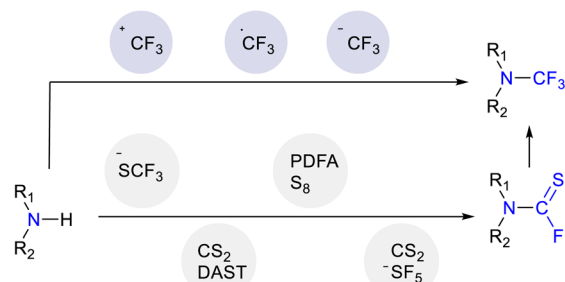 +CF₃
·CF₃
⁻CF₃
R₁
N—CF₃
R₂
⁻SCF₃
PDFA
S₈
R₁
N—H
R₂
S
R₁
N—C
R₂
F
CS₂
DAST
CS₂
⁻SF₅